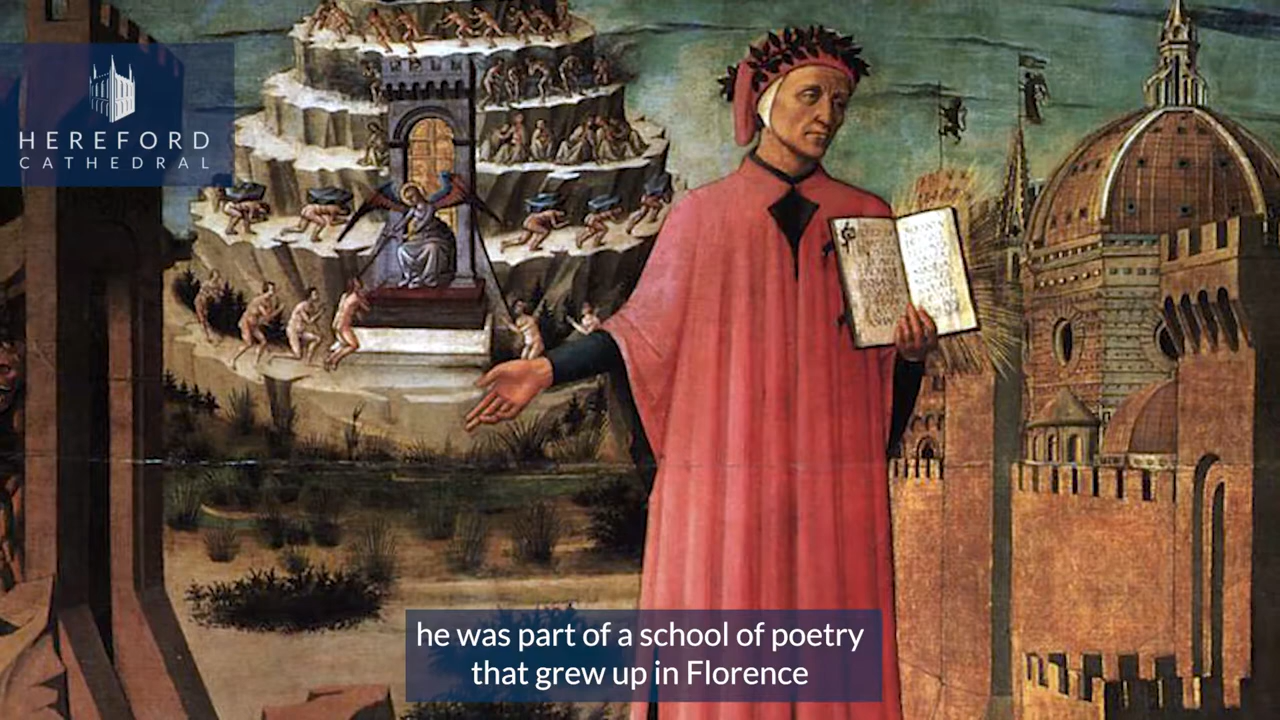 HEREFORD
CATHEDRAL
he was part of a school of poetry
that grew up in Florence